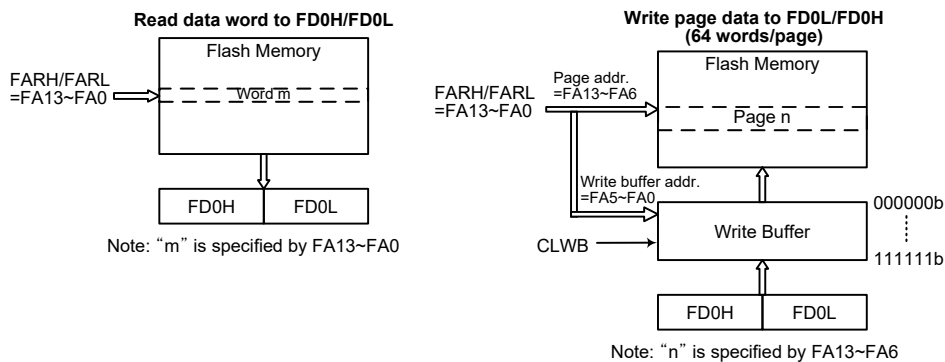 Read data word to FD0H/FD0L
Flash Memory
FARH/FARL
=FA13~FA0
Word m
FD0H
FD0L
Note: “m” is specified by FA13~FA0
Write page data to FD0L/FD0H
(64 words/page)
Flash Memory
Page addr.
=FA13~FA6
FARH/FARL
=FA13~FA0
Page n
Write buffer addr.
=FA5~FA0
000000b
Write Buffer
CLWB
111111b
FD0H
FD0L
Note: “n” is specified by FA13~FA6